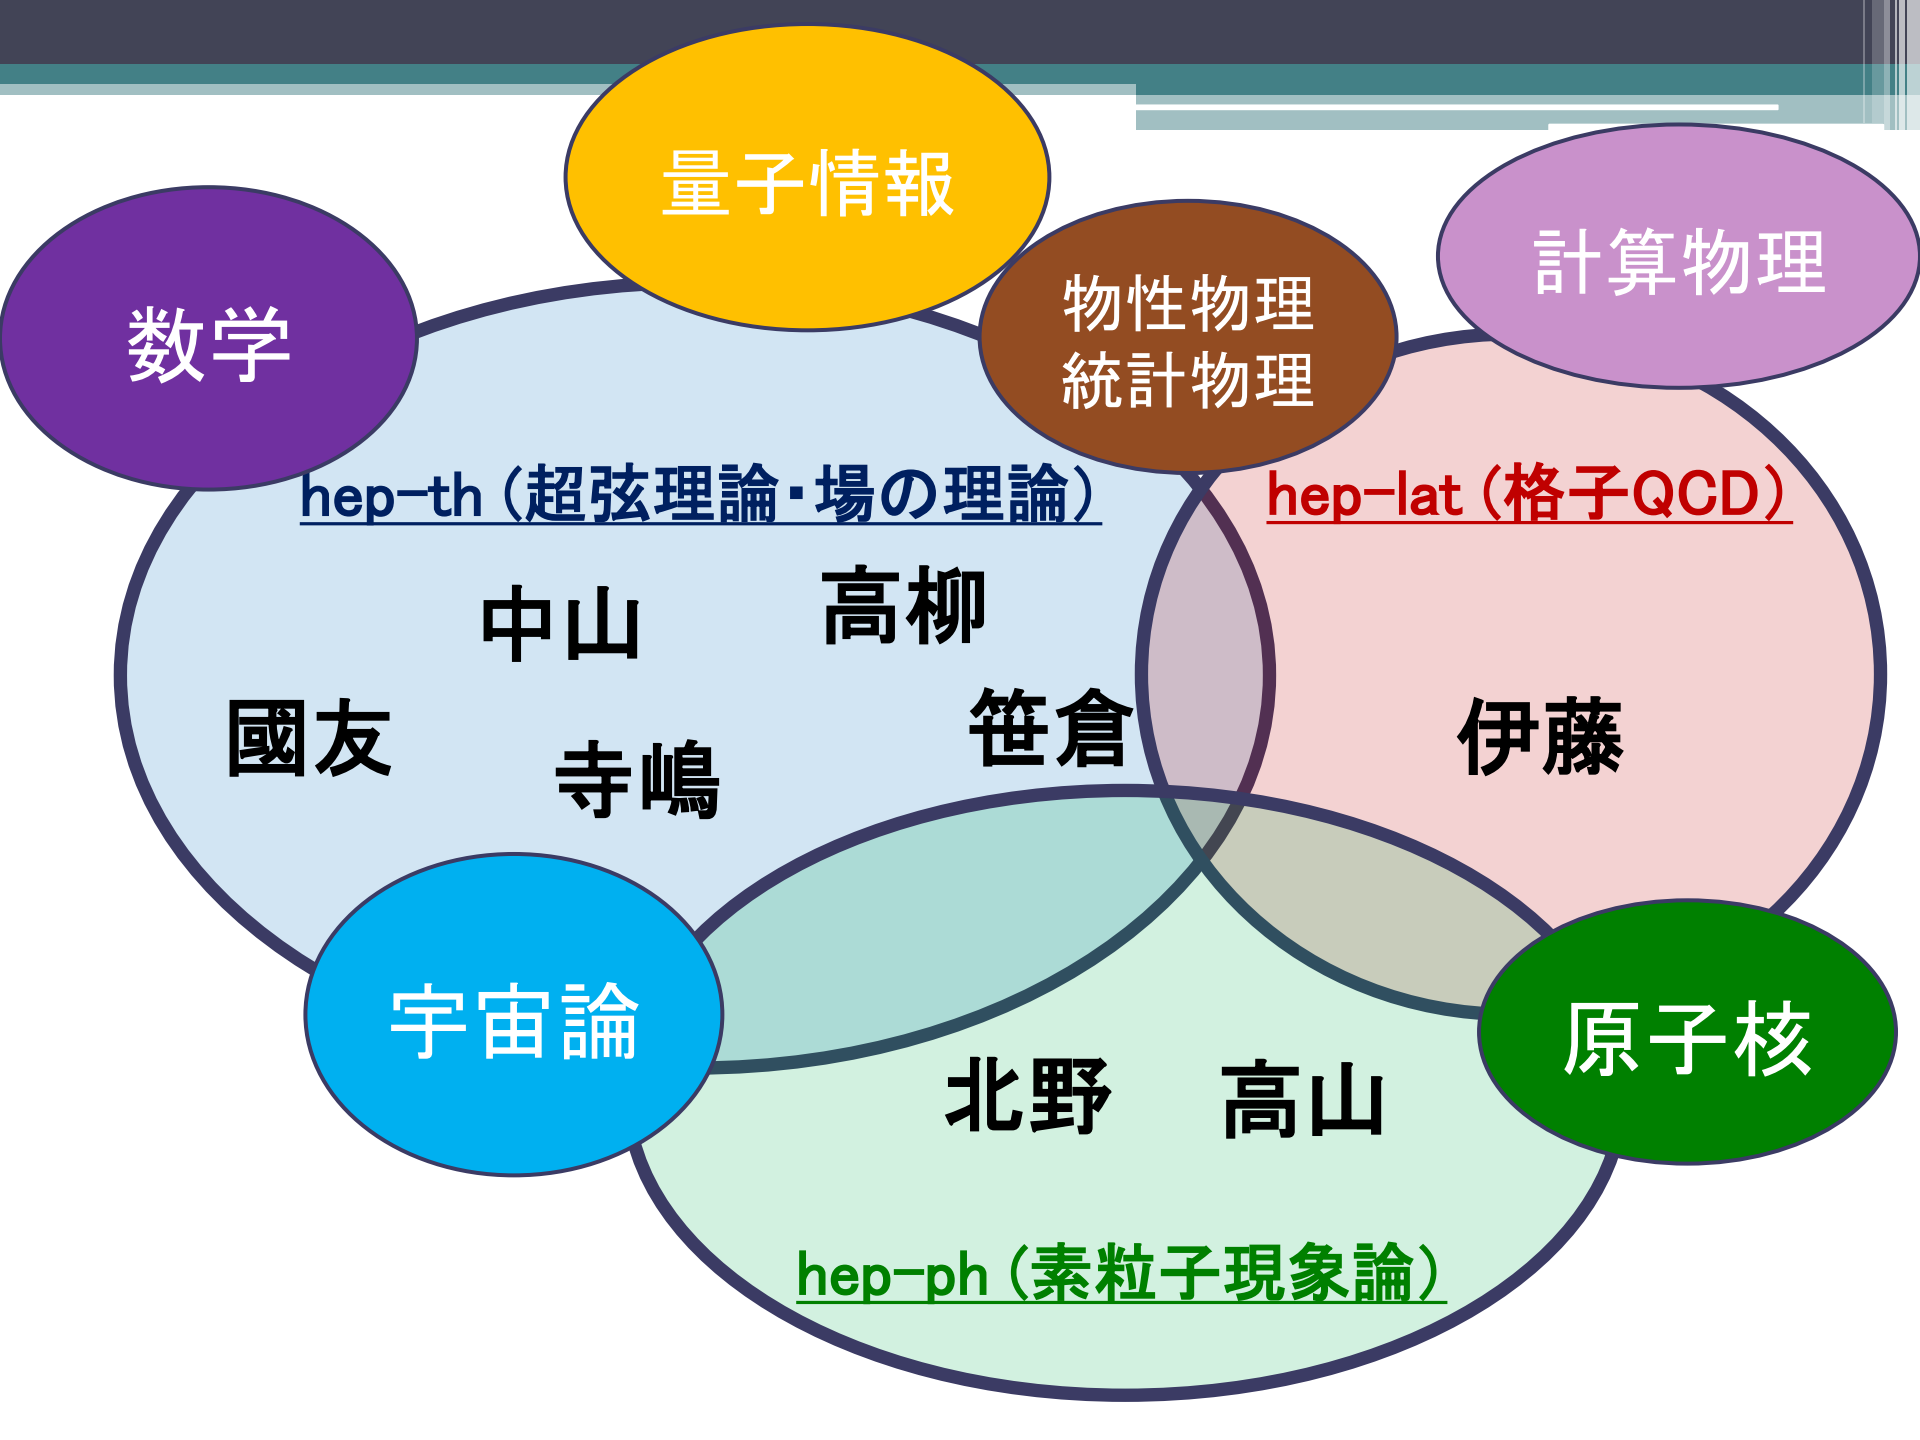 量子情報
数学
物性物理
統計物理
計算物理
hep-th (超弦理論・場の理論)
hep-lat (格子QCD)
中山
高柳
國友
寺嶋
笹倉
伊藤
宇宙論
原子核
北野
高山
hep-ph (素粒子現象論)